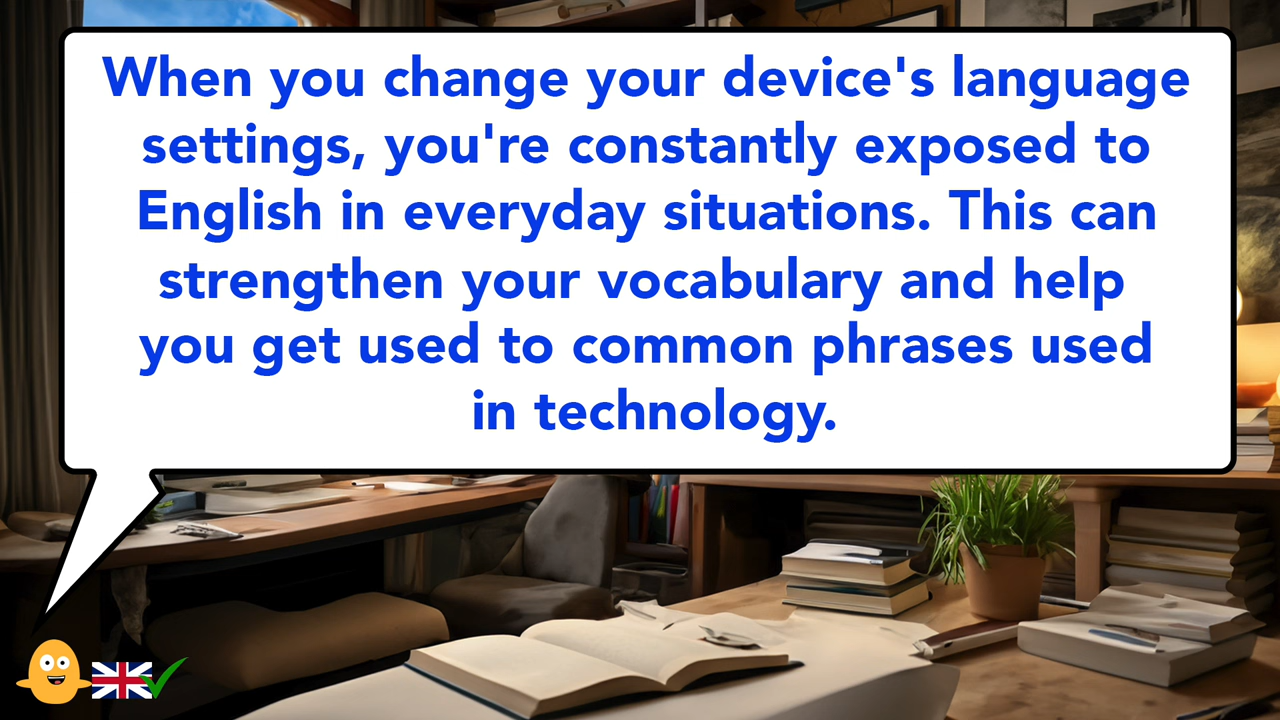 When you change your device's language
settings, you're constantly exposed to
English in everyday situations. This can
strengthen your vocabulary and help
you get used to common phrases used
in technology.